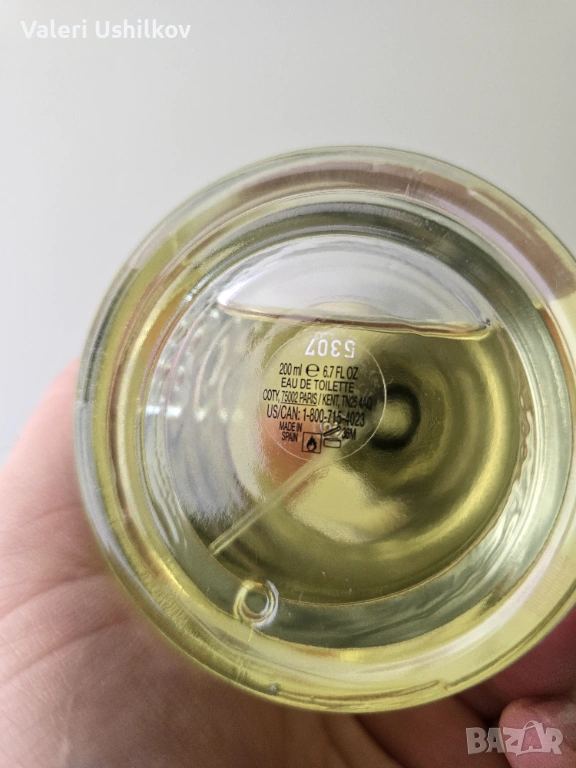 Valeri Ushilkov
5307
200 ml ℮ 6.7 FL OZ
EAU DE TOILETTE
COTY, 75002 PARIS / KENT, TN25 4AQ
US/CAN: 1-800-715-4023
MADE IN
SPAIN
36M
BAZAR